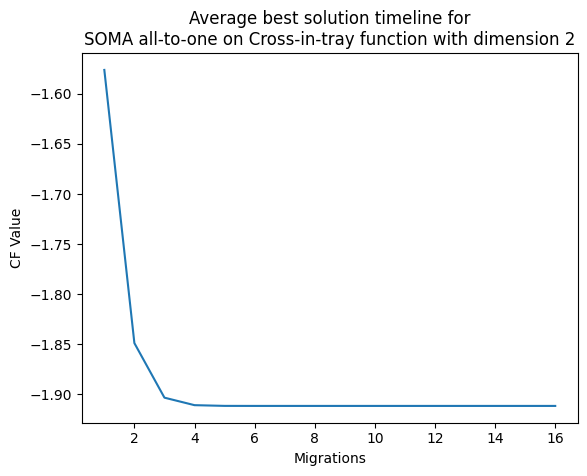 Average best solution timeline for
SOMA all-to-one on Cross-in-tray function with dimension 2
−1.60
−1.65
−1.70
−1.75
−1.80
−1.85
−1.90
CF Value
2 4 6 8 10 12 14 16
Migrations